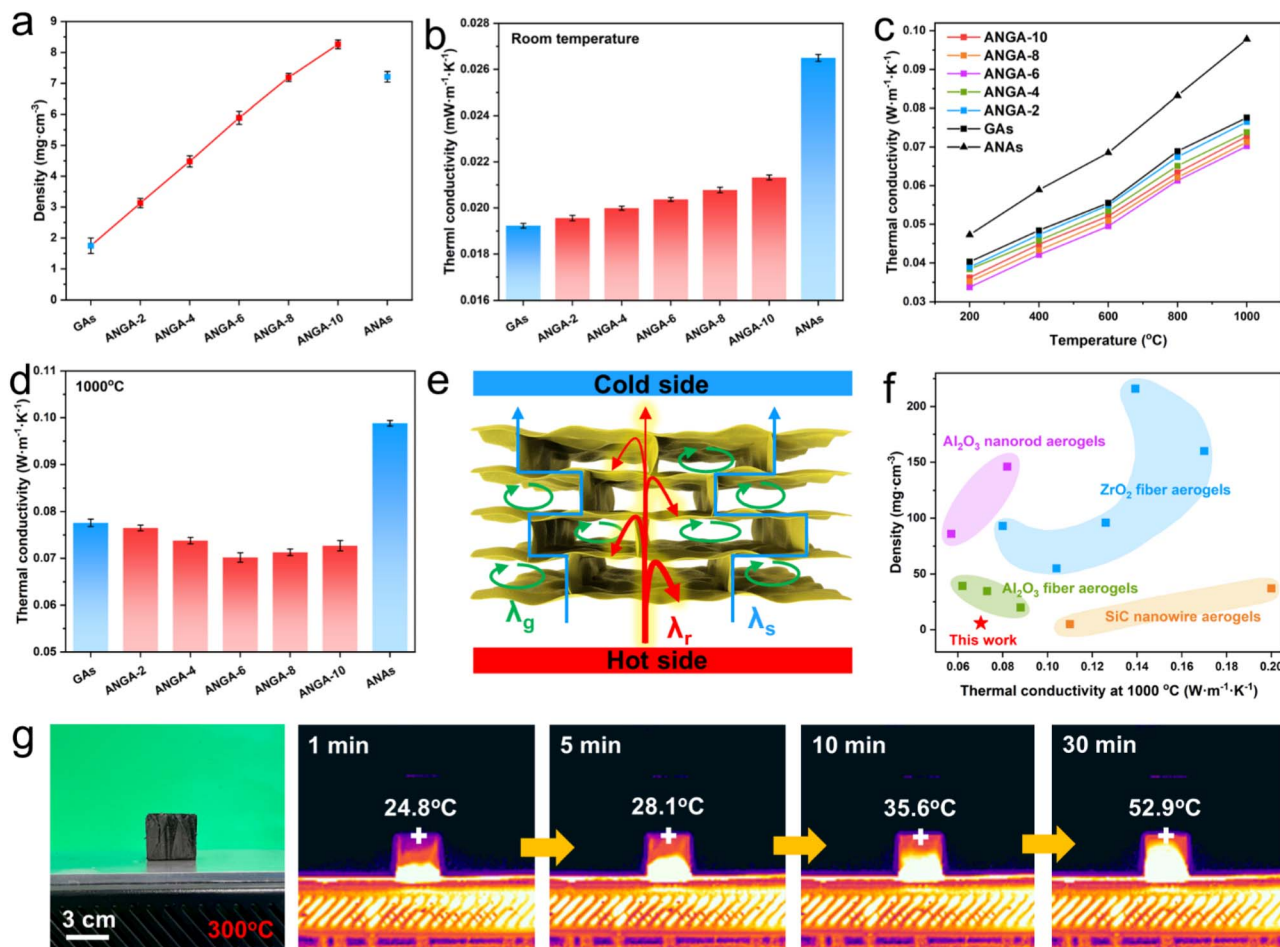 a
Density (mg·cm⁻³)
9
8
7
6
5
4
3
2
1
0
GAs
ANGA-2
ANGA-4
ANGA-6
ANGA-8
ANGA-10
ANAs
b
Room temperature
Thermal conductivity (mW·m⁻¹·K⁻¹)
0.028
0.026
0.024
0.022
0.020
0.018
0.016
GAs
ANGA-2
ANGA-4
ANGA-6
ANGA-8
ANGA-10
ANAs
c
ANGA-10
ANGA-8
ANGA-6
ANGA-4
ANGA-2
GAs
ANAs
Thermal conductivity (W·m⁻¹·K⁻¹)
0.10
0.09
0.08
0.07
0.06
0.05
0.04
0.03
200
400
600
800
1000
Temperature (°C)
d
1000°C
Thermal conductivity (W·m⁻¹·K⁻¹)
0.11
0.10
0.09
0.08
0.07
0.06
0.05
GAs
ANGA-2
ANGA-4
ANGA-6
ANGA-8
ANGA-10
ANAs
e
Cold side
λg
λr
λs
Hot side
f
Density (mg·cm⁻³)
200
150
100
50
0
Al₂O₃ nanorod aerogels
ZrO₂ fiber aerogels
Al₂O₃ fiber aerogels
SiC nanowire aerogels
This work
0.06
0.08
0.10
0.12
0.14
0.16
0.18
0.20
Thermal conductivity at 1000 °C (W·m⁻¹·K⁻¹)
g
3 cm
300°C
1 min
24.8°C
5 min
28.1°C
10 min
35.6°C
30 min
52.9°C